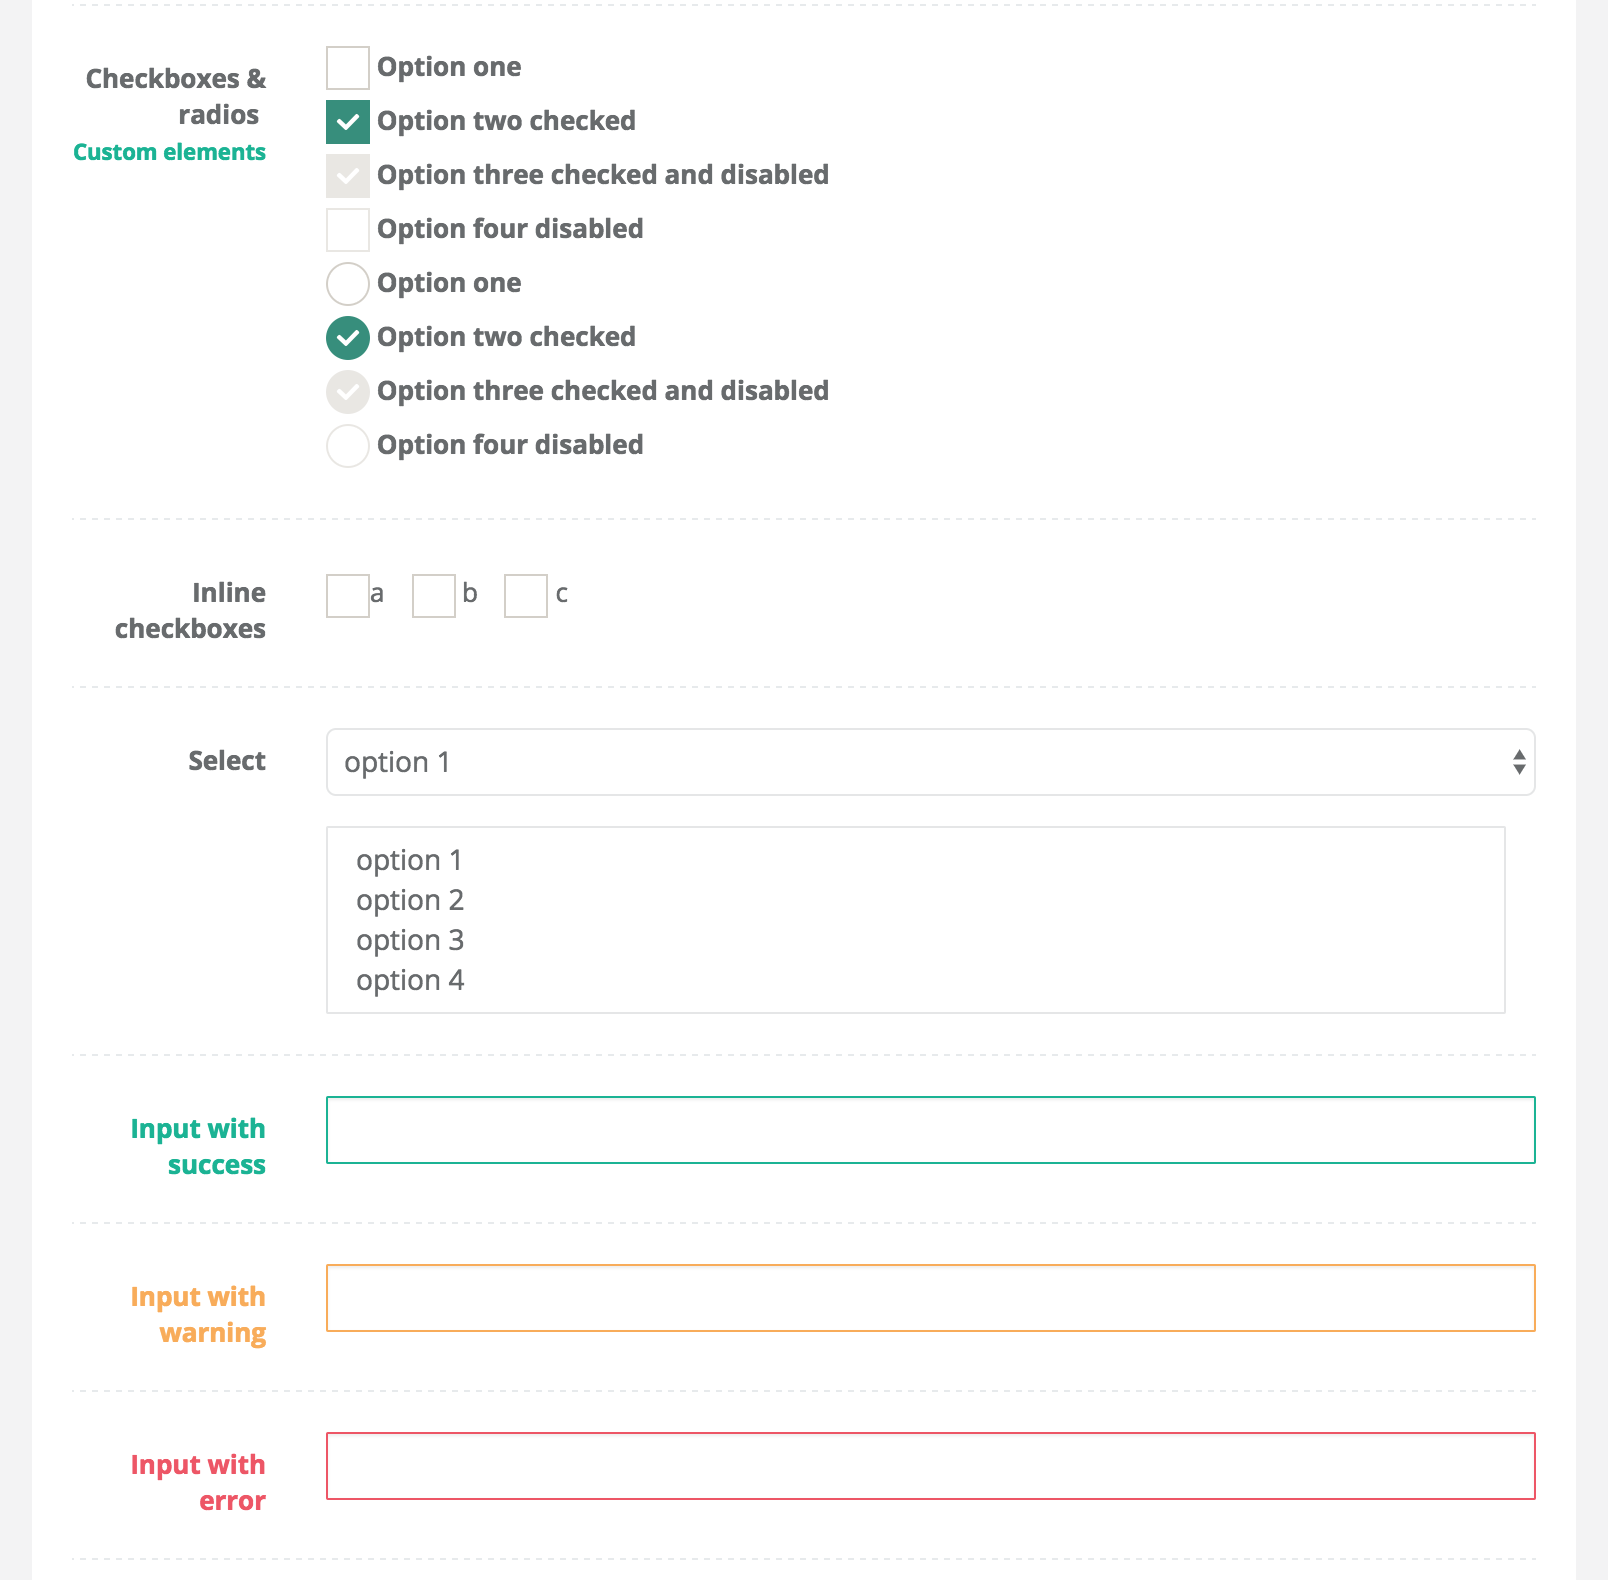 Checkboxes &
radios
Custom elements
Option one
Option two checked
Option three checked and disabled
Option four disabled
Option one
Option two checked
Option three checked and disabled
Option four disabled
Inline
checkboxes
a b c
Select
option 1
option 1
option 2
option 3
option 4
Input with
success
Input with
warning
Input with
error